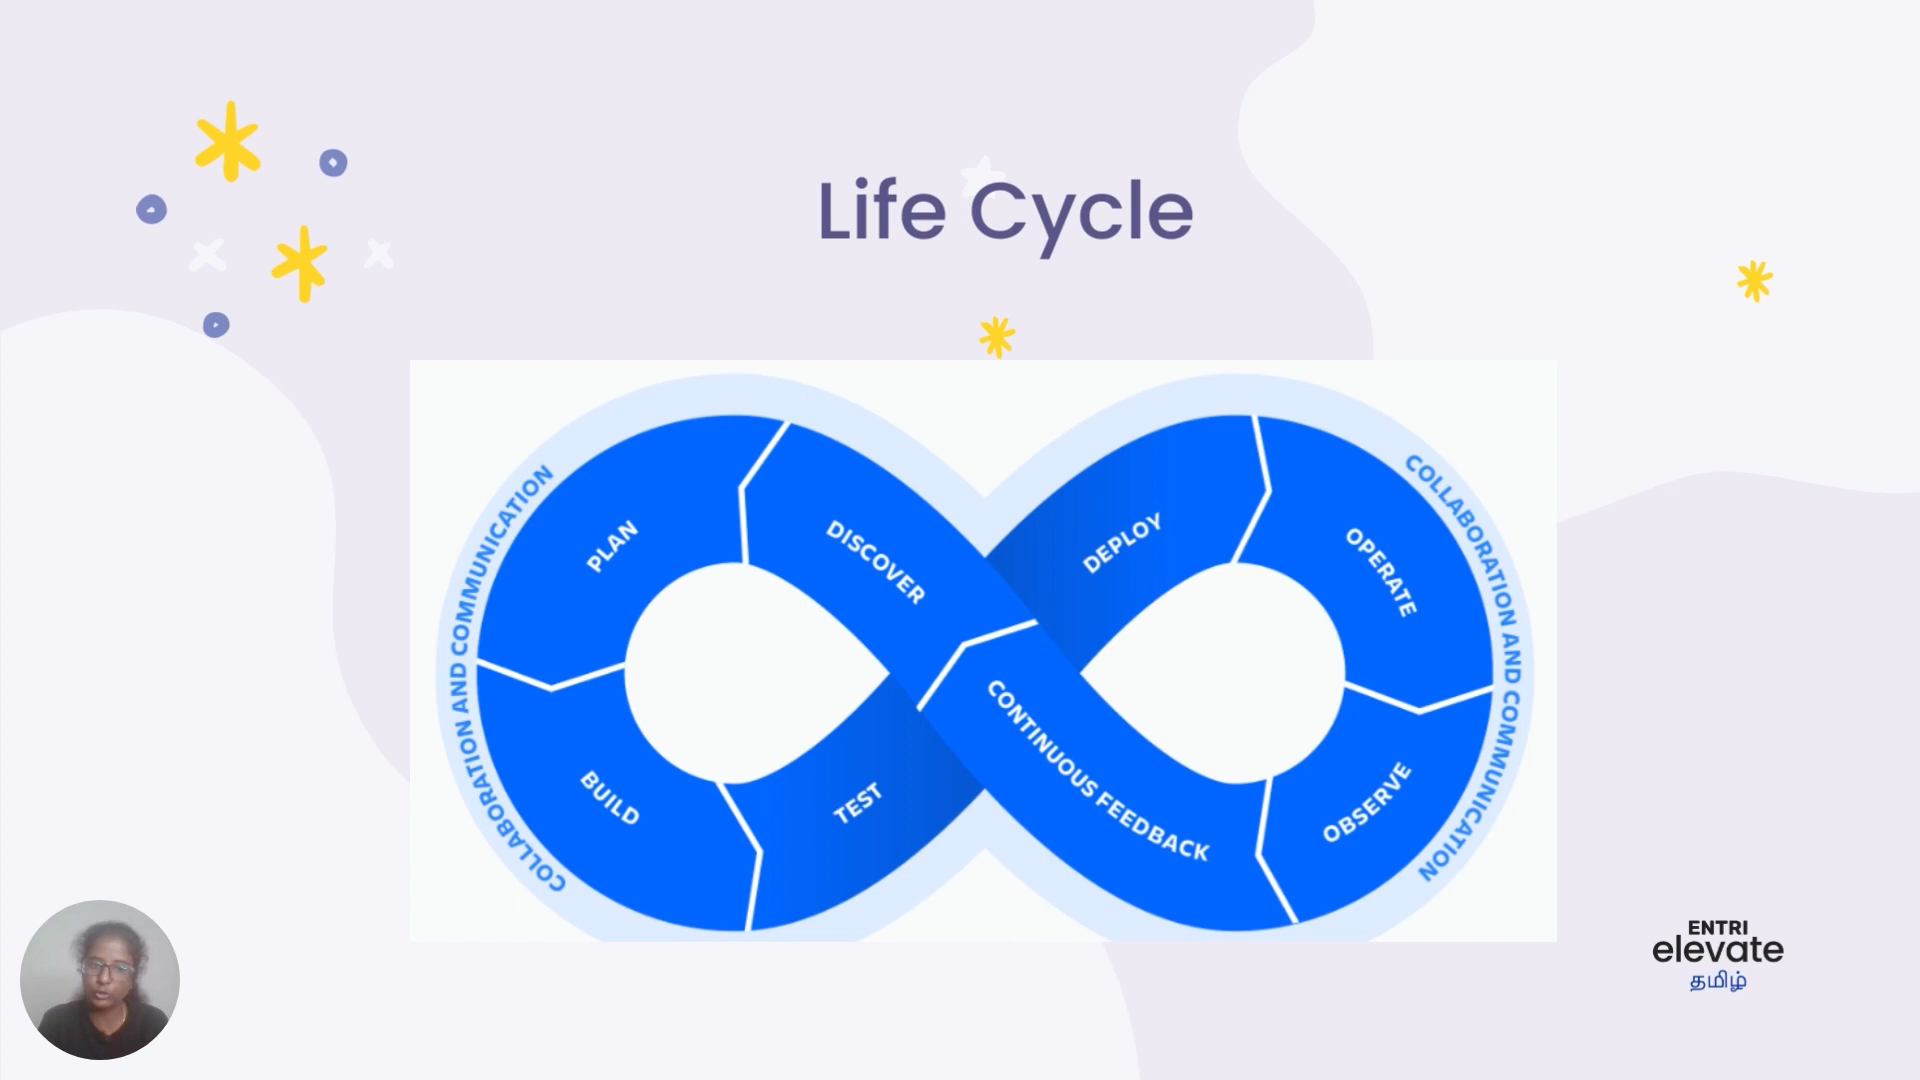 Life Cycle
COLLABORATION AND COMMUNICATION
PLAN
DISCOVER
DEPLOY
OPERATE
COLLABORATION AND COMMUNICATION
BUILD
TEST
CONTINUOUS FEEDBACK
OBSERVE
ENTRI
elevate
தமிழ்